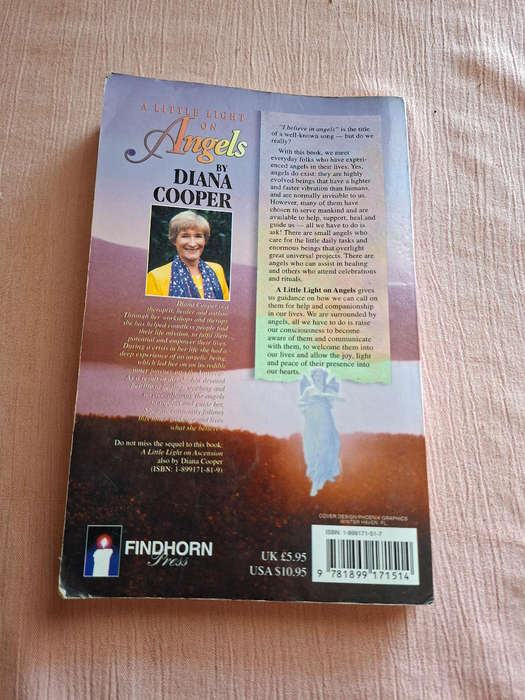 A LITTLE LIGHT
ON
Angels
BY
DIANA
COOPER
Diana Cooper is a
therapist, healer and author.
Through her workshops and therapy
she has helped countless people find
their life mission, to fulfil their
potential and empower their lives.
During a crisis in her life she had a
deep experience of an angelic being
which led her on an incredible
what she believes.
Do not miss the sequel to this book:
A Little Light on Ascension
also by Diana Cooper
(ISBN: 1-899171-81-9)
"I believe in angels" is the title
of a well-known song — but do we
really?
With this book, we meet
everyday folks who have experi-
enced angels in their lives. Yes,
angels do exist: they are highly
evolved beings that have a lighter
and faster vibration than humans,
and are normally invisible to us.
However, many of them have
chosen to serve mankind and are
available to help, support, heal and
guide us — all we have to do is
ask! There are small angels who
care for the little daily tasks and
enormous beings that overlight
great universal projects. There are
angels who can assist in healing
and others who attend celebrations
and rituals.
A Little Light on Angels gives
us guidance on how we can call on
them for help and companionship
in our lives. We are surrounded by
angels, all we have to do is raise
our consciousness to become
aware of them and communicate
with them, to welcome them into
our lives and allow the joy, light
and peace of their presence into
our hearts.
COVER DESIGN/PHOENIX GRAPHICS
WINTER HAVEN, FL
FINDHORN
Press
UK £5.95
USA $10.95
ISBN: 1-899171-51-7
9 781899 171514